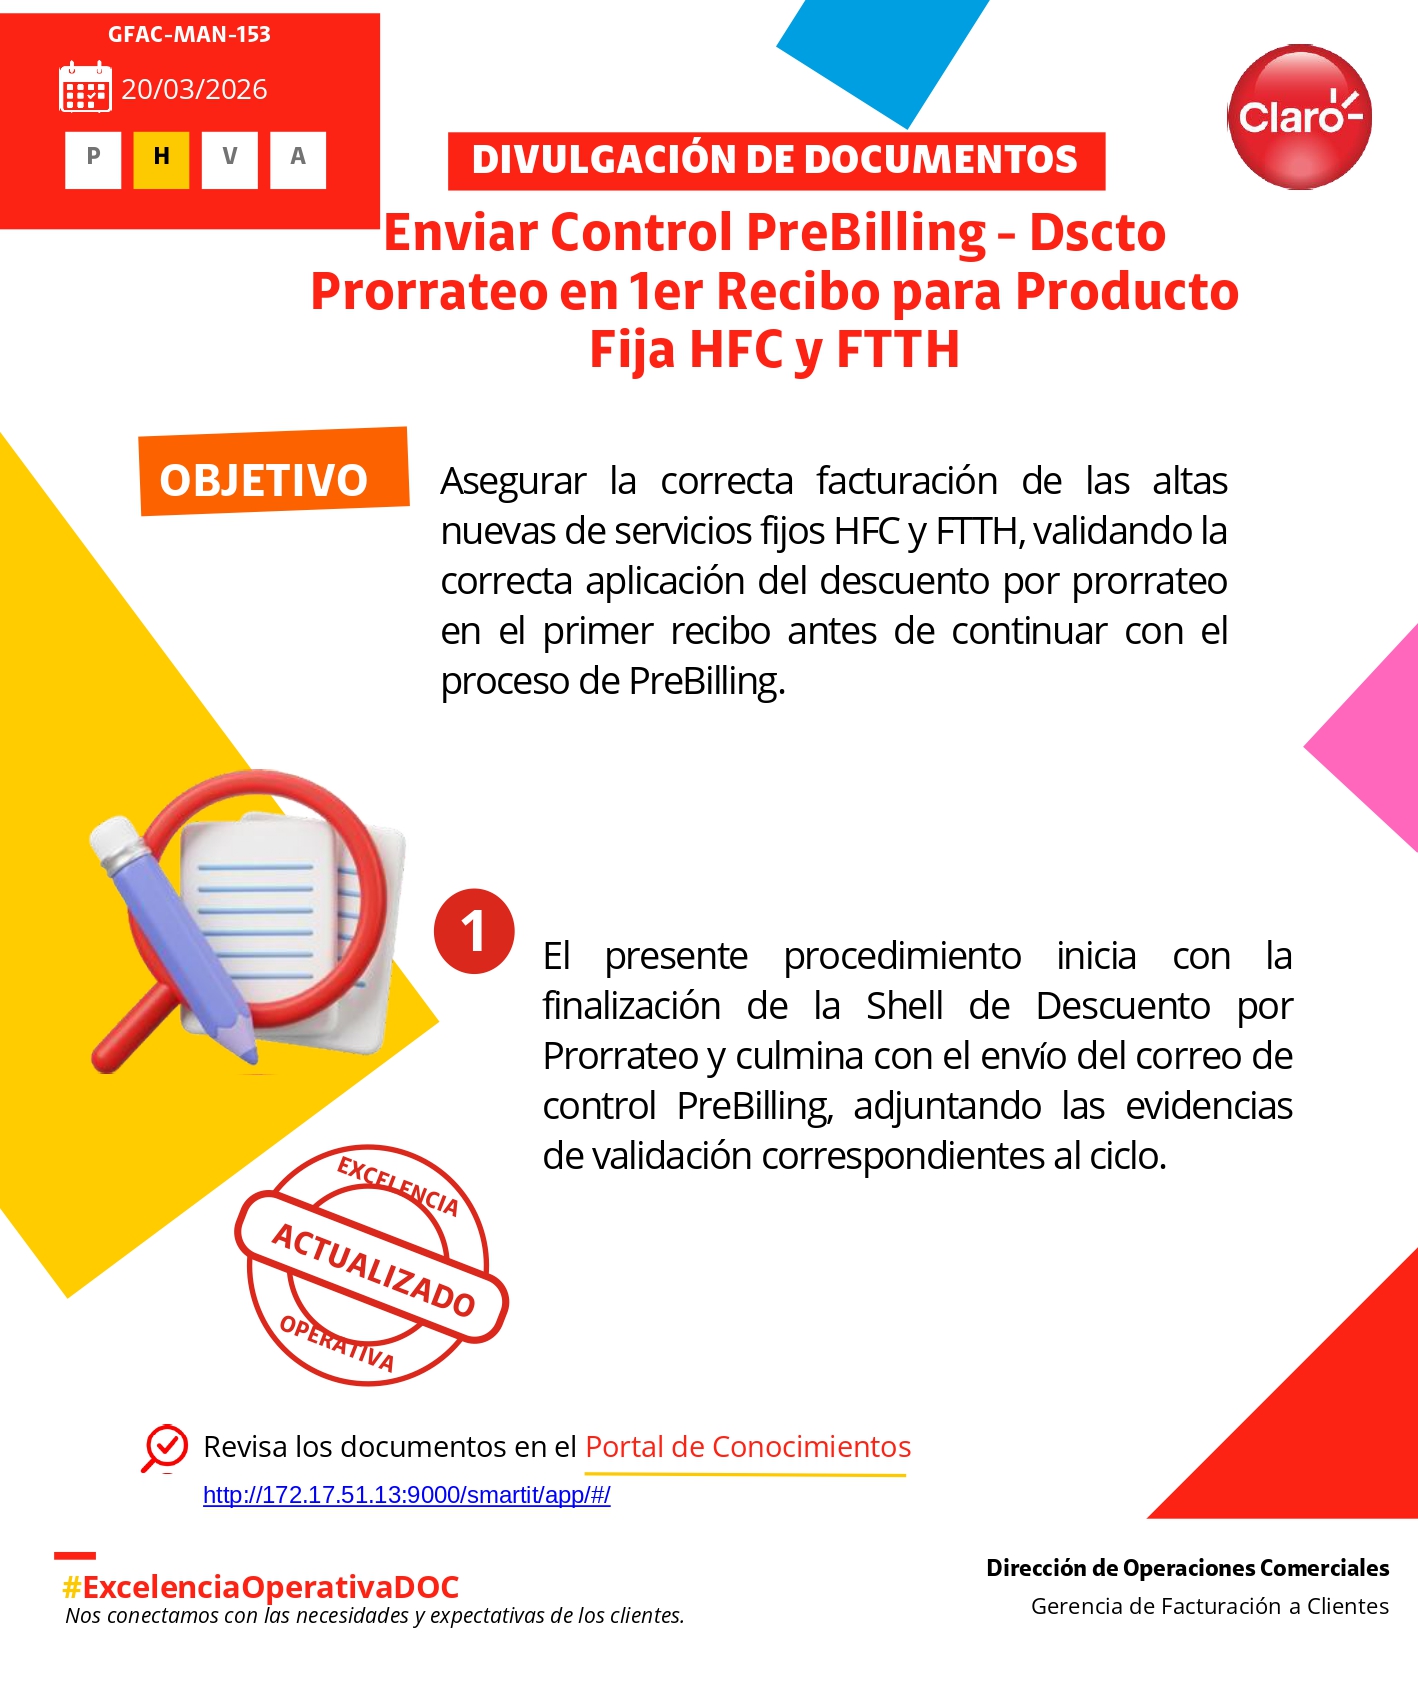 GFAC-MAN-153
20/03/2026
P H V A
Claro-
DIVULGACIÓN DE DOCUMENTOS
Enviar Control PreBilling - Dscto
Prorrateo en 1er Recibo para Producto
Fija HFC y FTTH
OBJETIVO
Asegurar la correcta facturación de las altas
nuevas de servicios fijos HFC y FTTH, validando la
correcta aplicación del descuento por prorrateo
en el primer recibo antes de continuar con el
proceso de PreBilling.
1
El presente procedimiento inicia con la
finalización de la Shell de Descuento por
Prorrateo y culmina con el envío del correo de
control PreBilling, adjuntando las evidencias
de validación correspondientes al ciclo.
EXCELENCIA
ACTUALIZADO
OPERATIVA
Revisa los documentos en el Portal de Conocimientos
http://172.17.51.13:9000/smartit/app/#/
#ExcelenciaOperativaDOC
Nos conectamos con las necesidades y expectativas de los clientes.
Dirección de Operaciones Comerciales
Gerencia de Facturación a Clientes